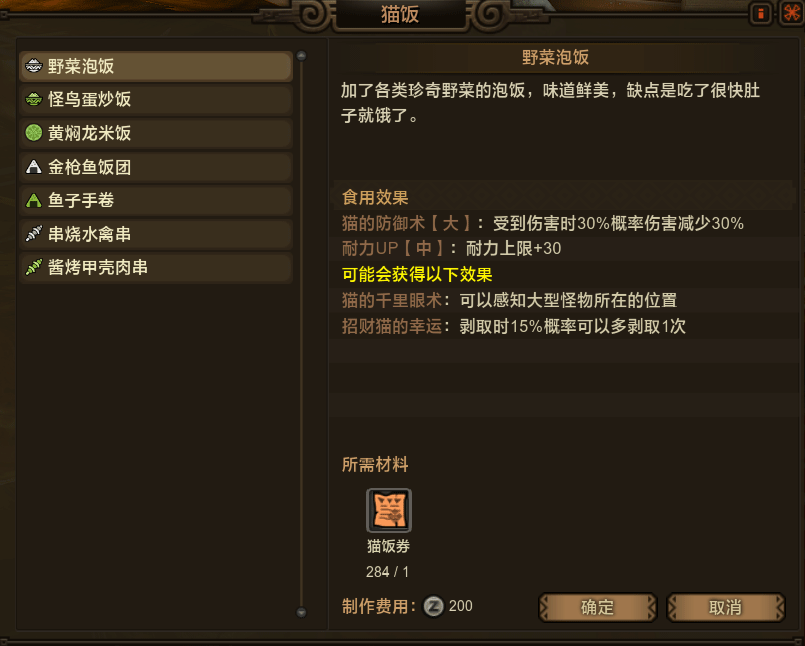 猫饭
野菜泡饭
怪鸟蛋炒饭
黄焖龙米饭
金枪鱼饭团
鱼子手卷
串烧水禽串
酱烤甲壳肉串
野菜泡饭
加了各类珍奇野菜的泡饭，味道鲜美，缺点是吃了很快肚
子就饿了。
食用效果
猫的防御术【大】：受到伤害时30%概率伤害减少30%
耐力UP【中】：耐力上限+30
可能会获得以下效果
猫的千里眼术：可以感知大型怪物所在的位置
招财猫的幸运：剥取时15%概率可以多剥取1次
所需材料
猫饭券
284 / 1
制作费用：Z 200
确定
取消